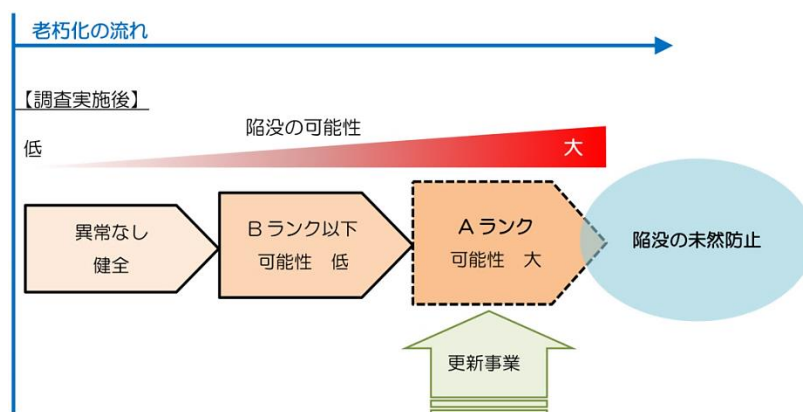 老朽化の流れ
【調査実施後】
陥没の可能性
低
大
異常なし
健全
Bランク以下
可能性　低
Aランク
可能性　大
陥没の未然防止
更新事業